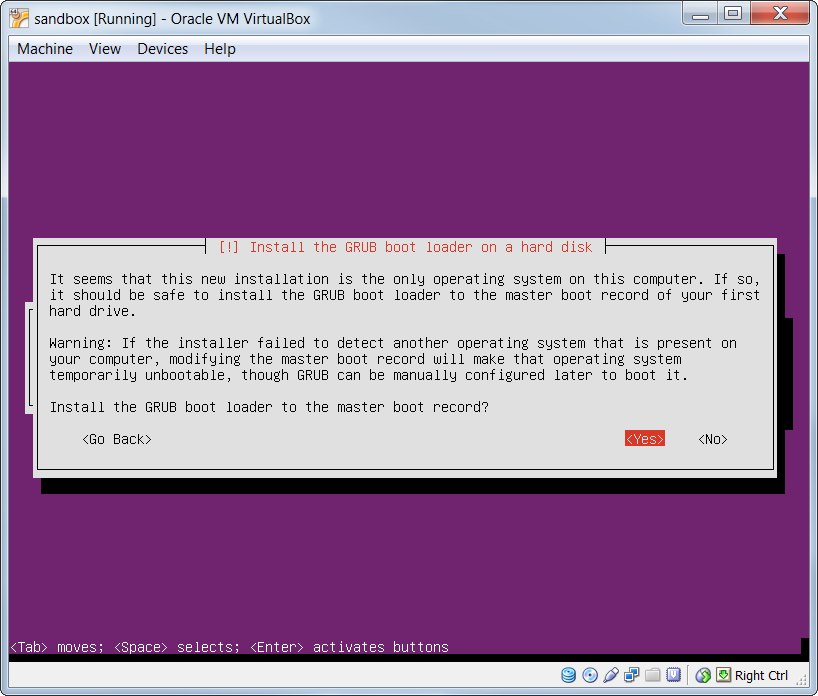 sandbox [Running] - Oracle VM VirtualBox
Machine View Devices Help
[!] Install the GRUB boot loader on a hard disk
It seems that this new installation is the only operating system on this computer. If so,
it should be safe to install the GRUB boot loader to the master boot record of your first
hard drive.
Warning: If the installer failed to detect another operating system that is present on
your computer, modifying the master boot record will make that operating system
temporarily unbootable, though GRUB can be manually configured later to boot it.
Install the GRUB boot loader to the master boot record?
<Go Back> <Yes> <No>
<Tab> moves; <Space> selects; <Enter> activates buttons
Right Ctrl